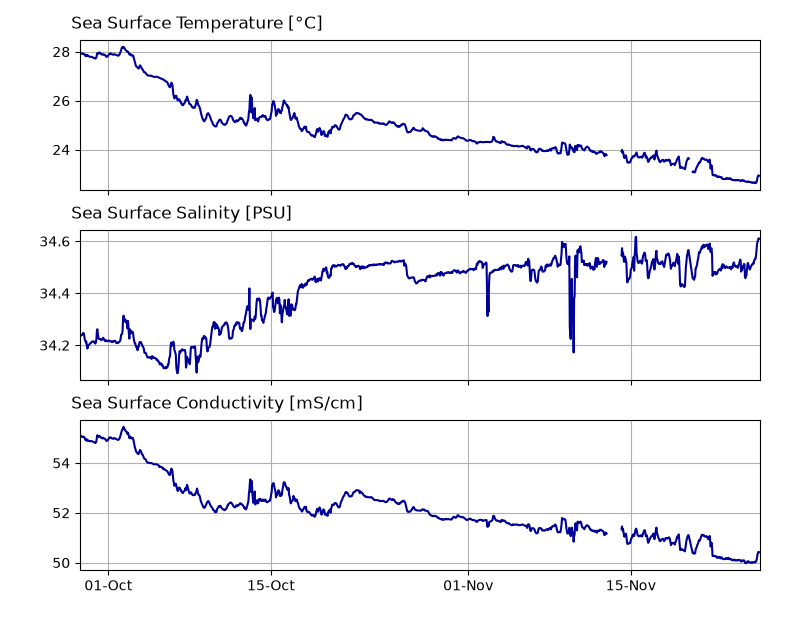 Sea Surface Temperature [°C]
28
26
24
Sea Surface Salinity [PSU]
34.6
34.4
34.2
Sea Surface Conductivity [mS/cm]
54
52
50
01-Oct 15-Oct 01-Nov 15-Nov